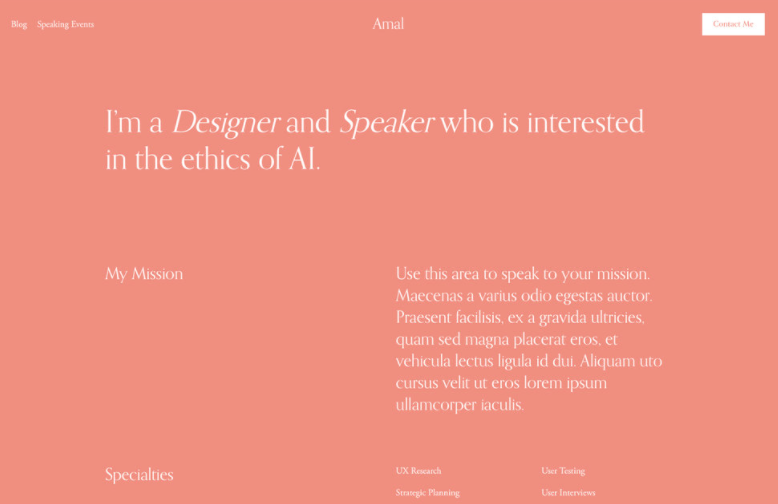 Blog
Speaking Events
Amal
Contact Me
I'm a Designer and Speaker who is interested
in the ethics of AI.
My Mission
Use this area to speak to your mission.
Maecenas a varius odio egestas auctor.
Praesent facilisis, ex a gravida ultricies,
quam sed magna placerat eros, et
vehicula lectus ligula id dui. Aliquam uto
cursus velit ut eros lorem ipsum
ullamcorper iaculis.
Specialties
UX Research
User Testing
Strategic Planning
User Interviews